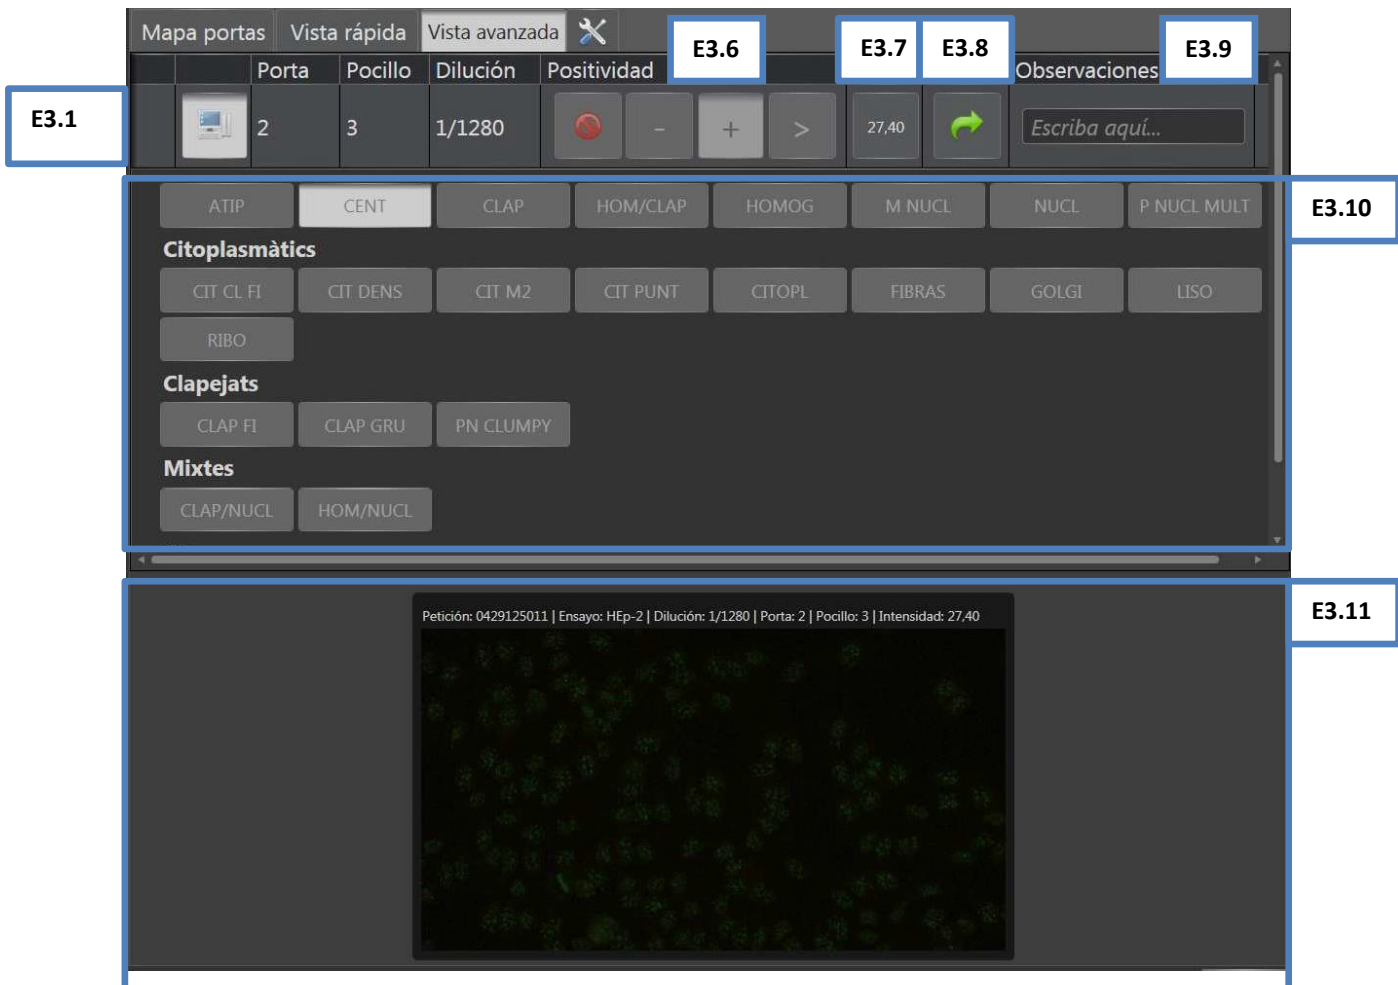 Mapa portas Vista rápida Vista avanzada
E3.6 E3.7 E3.8 E3.9
Porta Pocillo Dilución Positividad Observaciones
E3.1
2 3 1/1280 - + > 27,40 Escriba aquí...
ATIP CENT CLAP HOM/CLAP HOMOG M NUCL NUCL P NUCL MULT
E3.10
Citoplasmàtics
CIT CL FI CIT DENS CIT M2 CIT PUNT CITOPL FIBRAS GOLGI LISO
RIBO
Clapejats
CLAP FI CLAP GRU PN CLUMPY
Mixtes
CLAP/NUCL HOM/NUCL
E3.11
Petición: 0429125011 | Ensayo: HEp-2 | Dilución: 1/1280 | Porta: 2 | Pocillo: 3 | Intensidad: 27,40